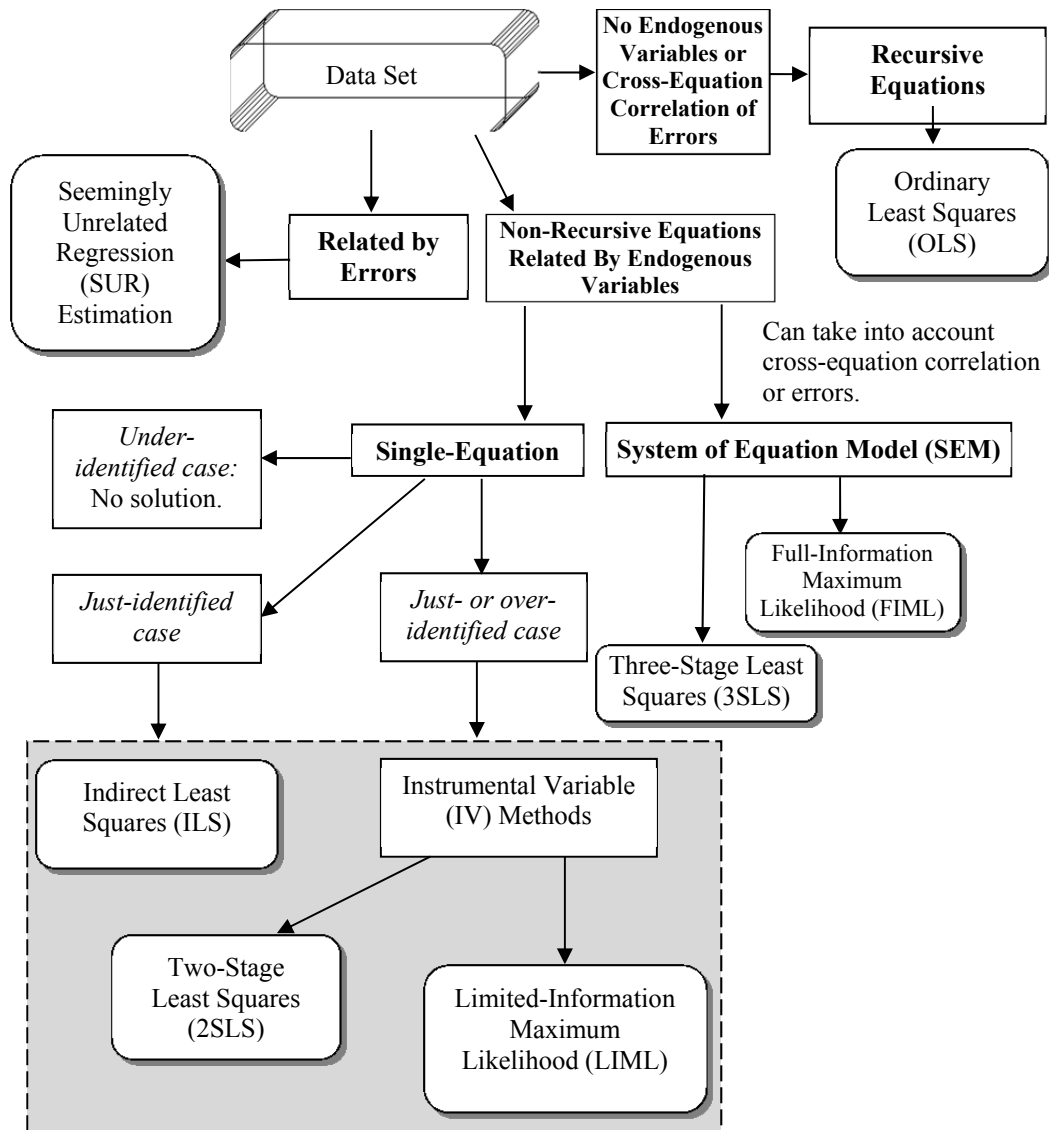 Data Set
No Endogenous
Variables or
Cross-Equation
Correlation of
Errors
Recursive
Equations
Ordinary
Least Squares
(OLS)
Seemingly
Unrelated
Regression
(SUR)
Estimation
Related by
Errors
Non-Recursive Equations
Related By Endogenous
Variables
Can take into account
cross-equation correlation
or errors.
Under-
identified case:
No solution.
Single-Equation
System of Equation Model (SEM)
Just-identified
case
Just- or over-
identified case
Full-Information
Maximum
Likelihood (FIML)
Three-Stage Least
Squares (3SLS)
Indirect Least
Squares (ILS)
Instrumental Variable
(IV) Methods
Two-Stage
Least Squares
(2SLS)
Limited-Information
Maximum
Likelihood (LIML)